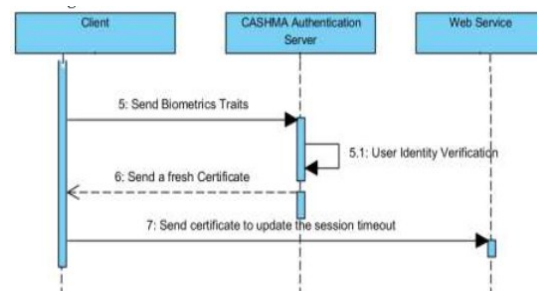 Client
CASHMA Authentication
Server
Web Service
5: Send Biometrics Traits
5.1: User Identity Verification
6: Send a fresh Certificate
7: Send certificate to update the session timeout